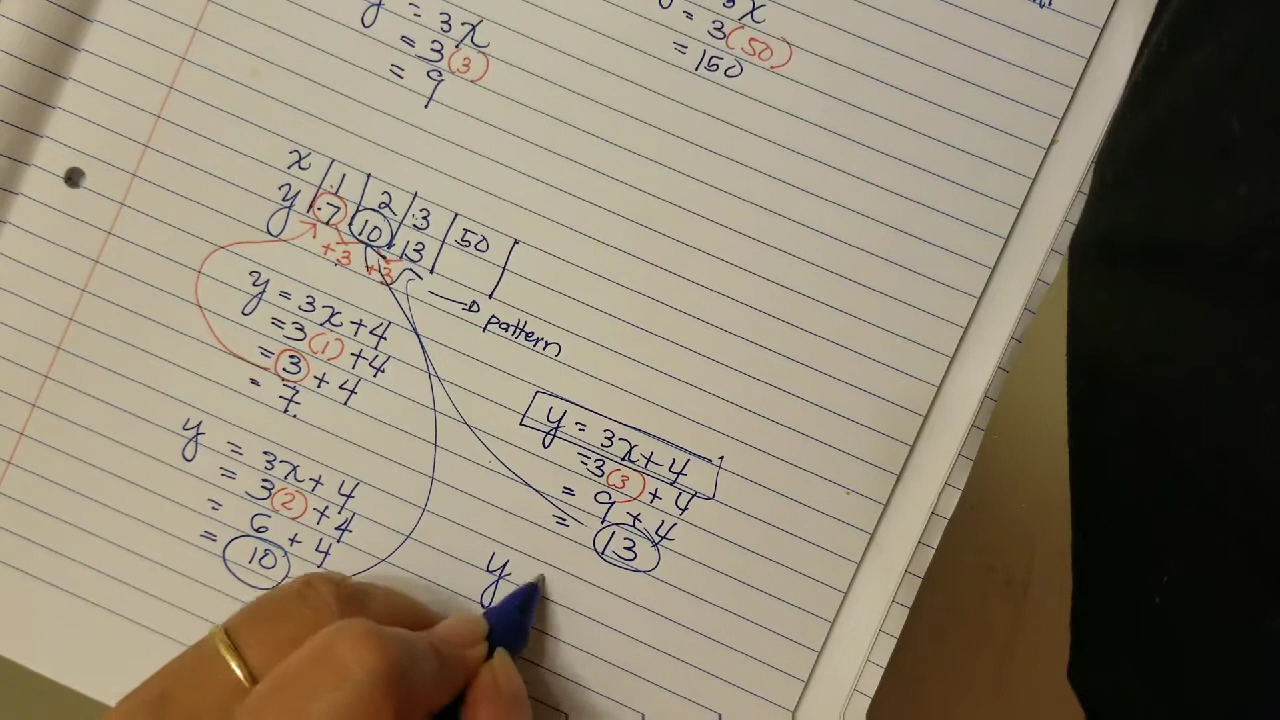 y = 3x
= 3(3)
= 9
3x
y = 3(50)
= 150
x 1 2 3 50
y 7 10 13
+3 +3
→ pattern
y = 3x + 4
= 3(1) + 4
= 3 + 4
= 7
y = 3x + 4
= 3(2) + 4
= 6 + 4
= 10
y = 3x + 4
= 3(3) + 4
= 9 + 4
= 13
y